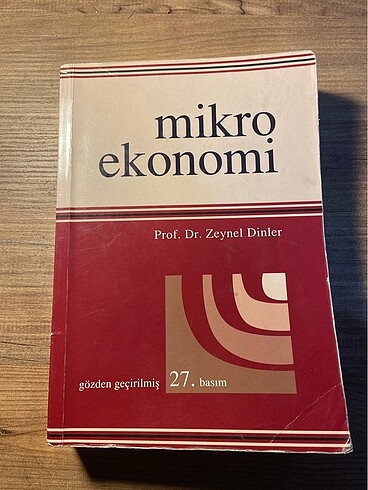 mikro
ekonomi
Prof. Dr. Zeynel Dinler
gözden geçirilmiş 27. basım